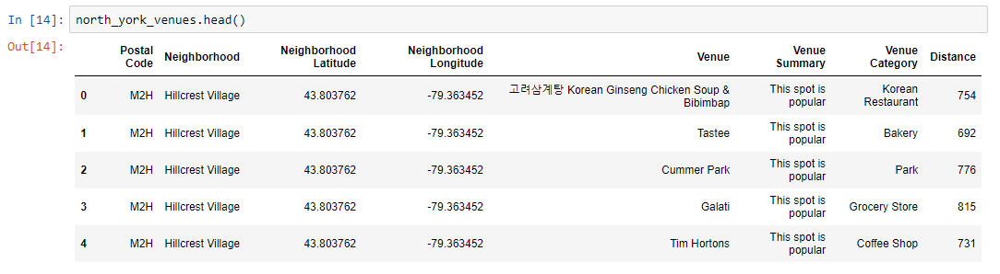 In [14]: north_york_venues.head()
Out[14]:
Postal Code Neighborhood Neighborhood Latitude Neighborhood Longitude Venue Venue Summary Venue Category Distance
0 M2H Hillcrest Village 43.803762 -79.363452 고려삼계탕 Korean Ginseng Chicken Soup & Bibimbap This spot is popular Korean Restaurant 754
1 M2H Hillcrest Village 43.803762 -79.363452 Tastee This spot is popular Bakery 692
2 M2H Hillcrest Village 43.803762 -79.363452 Cummer Park This spot is popular Park 776
3 M2H Hillcrest Village 43.803762 -79.363452 Galati This spot is popular Grocery Store 815
4 M2H Hillcrest Village 43.803762 -79.363452 Tim Hortons This spot is popular Coffee Shop 731